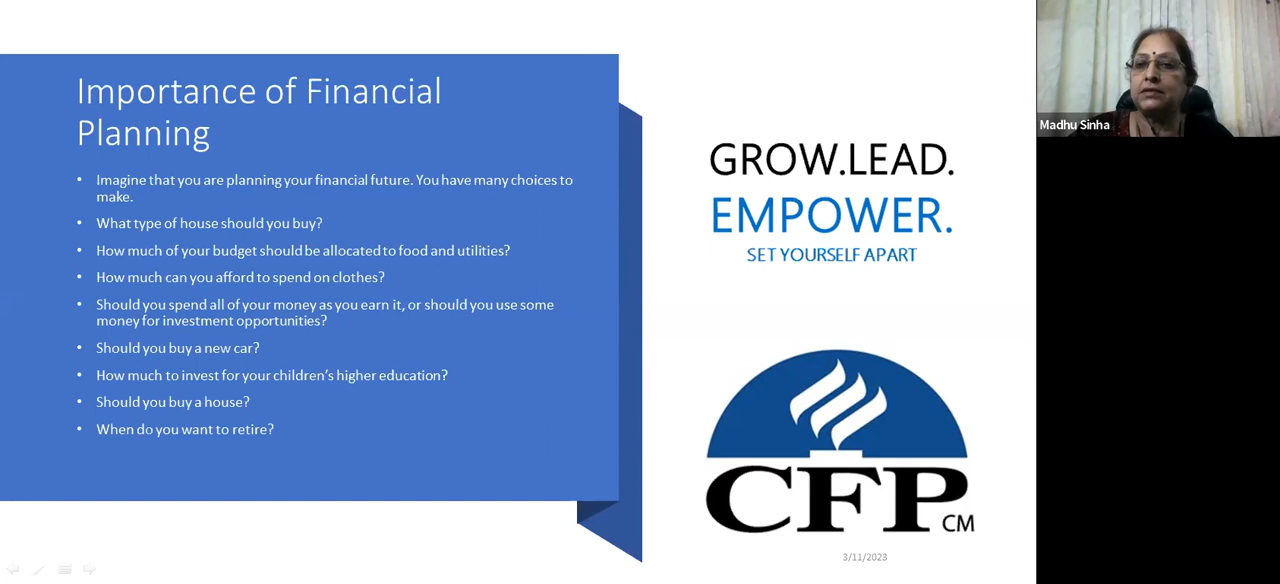 Importance of Financial
Planning
• Imagine that you are planning your financial future. You have many choices to
make.
• What type of house should you buy?
• How much of your budget should be allocated to food and utilities?
• How much can you afford to spend on clothes?
• Should you spend all of your money as you earn it, or should you use some
money for investment opportunities?
• Should you buy a new car?
• How much to invest for your children’s higher education?
• Should you buy a house?
• When do you want to retire?
GROW.LEAD.
EMPOWER.
SET YOURSELF APART
CFP CM
3/11/2023
Madhu Sinha